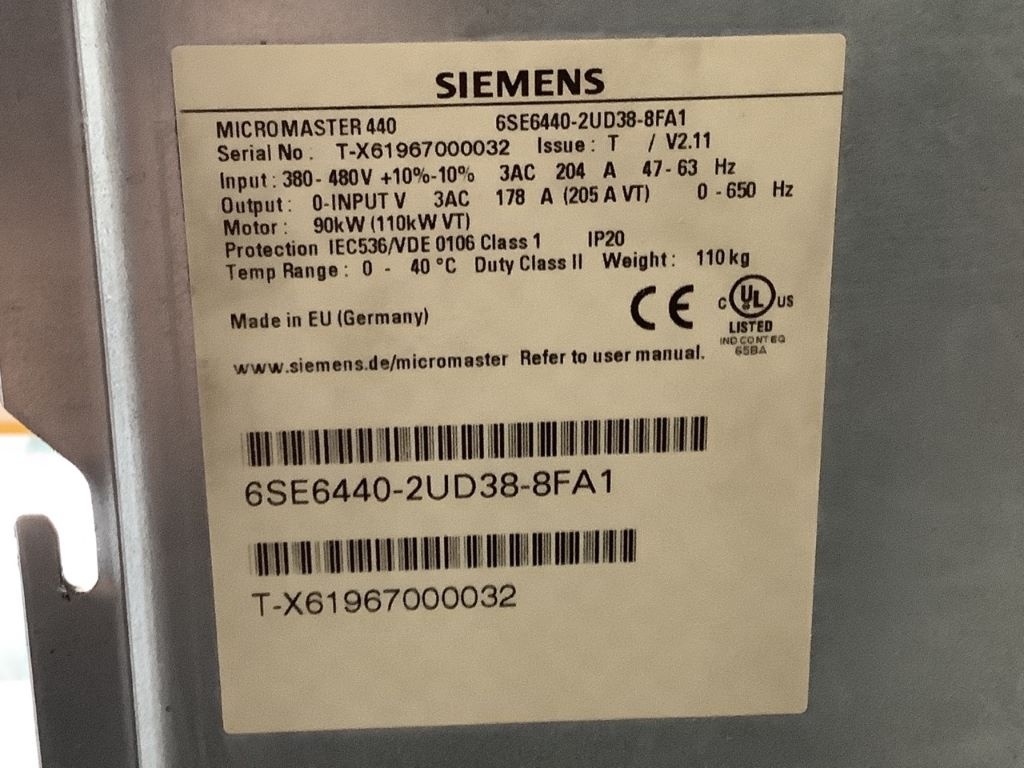 SIEMENS
MICROMASTER 440 6SE6440-2UD38-8FA1
Serial No : T-X61967000032 Issue : T / V2.11
Input : 380 - 480V +10%-10% 3AC 204 A 47 - 63 Hz
Output : 0-INPUT V 3AC 178 A (205 A VT) 0 - 650 Hz
Motor : 90kW (110kW VT)
Protection IEC536/VDE 0106 Class 1 IP20
Temp Range : 0 - 40 °C Duty Class II Weight : 110 kg
Made in EU (Germany) CE C UL US
LISTED
IND CONT EQ
65BA
www.siemens.de/micromaster Refer to user manual.
6SE6440-2UD38-8FA1
T-X61967000032